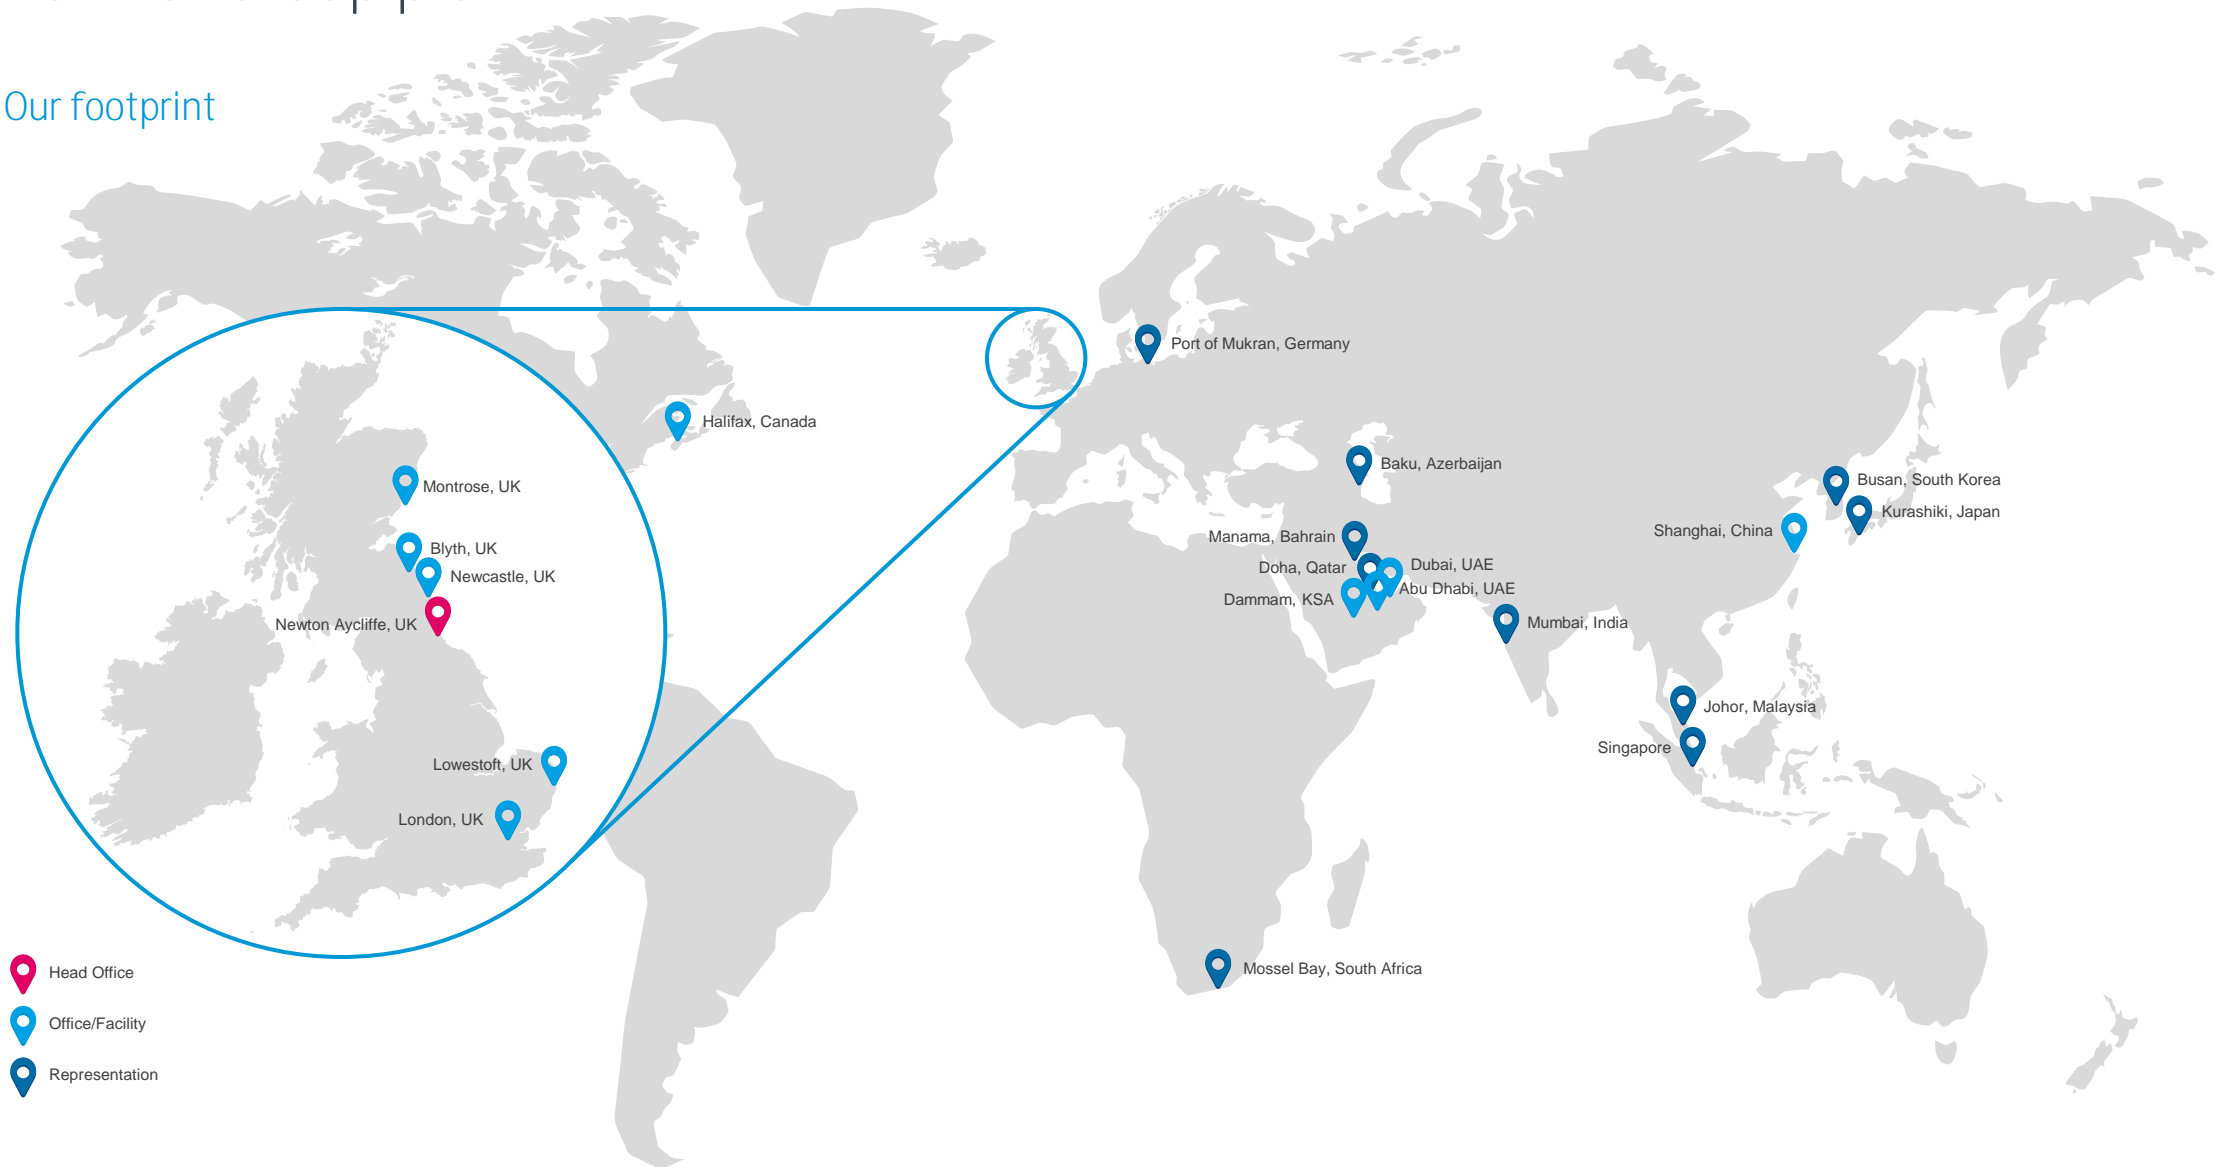 Our footprint
Port of Mukran, Germany
Halifax, Canada
Baku, Azerbaijan
Montrose, UK
Busan, South Korea
Kurashiki, Japan
Shanghai, China
Manama, Bahrain
Blyth, UK
Doha, Qatar
Dubai, UAE
Newcastle, UK
Abu Dhabi, UAE
Dammam, KSA
Newton Aycliffe, UK
Mumbai, India
Johor, Malaysia
Singapore
Lowestoft, UK
London, UK
Mossel Bay, South Africa
Head Office
Office/Facility
Representation